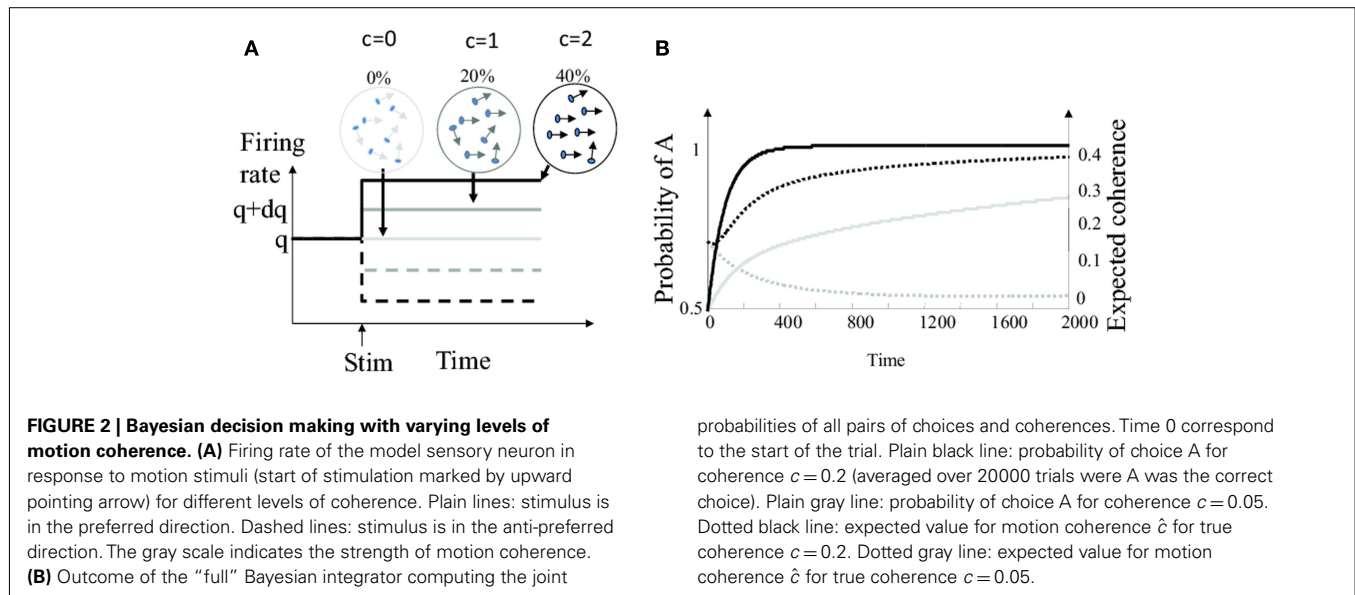 A
c=0 c=1 c=2
0% 20% 40%
Firing
rate
q+dq
q
Stim Time
B
Probability of A
1
0.5
0 400 800 1200 1600 2000
Time
0.4
0.3
0.2
0.1
0
Expected coherence
FIGURE 2 | Bayesian decision making with varying levels of
motion coherence. (A) Firing rate of the model sensory neuron in
response to motion stimuli (start of stimulation marked by upward
pointing arrow) for different levels of coherence. Plain lines: stimulus is
in the preferred direction. Dashed lines: stimulus is in the anti-preferred
direction. The gray scale indicates the strength of motion coherence.
(B) Outcome of the “full” Bayesian integrator computing the joint
probabilities of all pairs of choices and coherences. Time 0 correspond
to the start of the trial. Plain black line: probability of choice A for
coherence c = 0.2 (averaged over 20000 trials were A was the correct
choice). Plain gray line: probability of choice A for coherence c = 0.05.
Dotted black line: expected value for motion coherence ĉ for true
coherence c = 0.2. Dotted gray line: expected value for motion
coherence ĉ for true coherence c = 0.05.